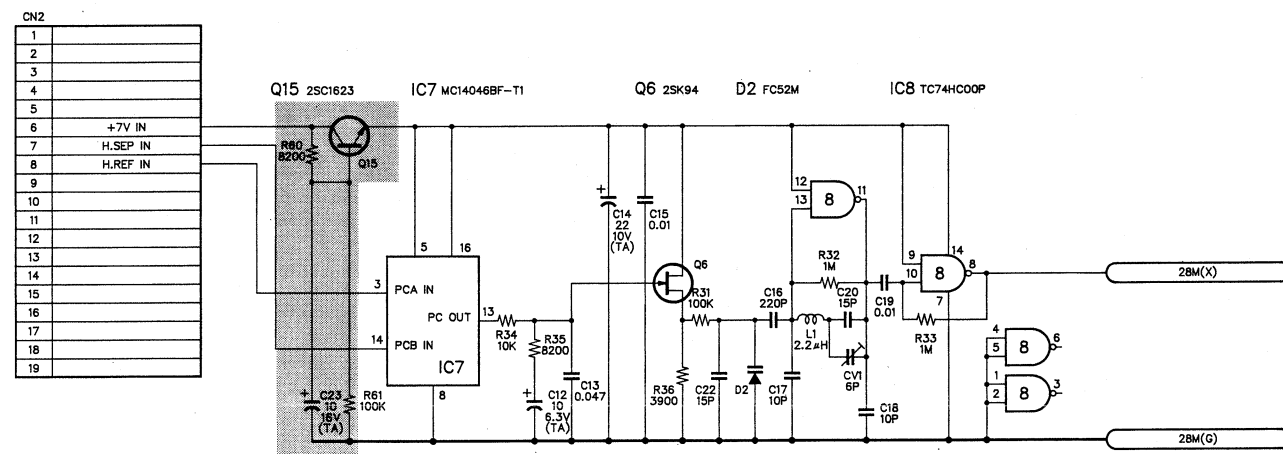 CN2
1
2
3
4
5
6 +7V IN
7 H.SEP IN
8 H.REF IN
9
10
11
12
13
14
15
16
17
18
19
Q15 2SC1623
IC7 MC14046BF-T1
Q6 2SK94
D2 FC52M
IC8 TC74HC00P
R60
8200
Q15
C23
10
16V
(TA)
R61
100K
5
16
3
PCA IN
PC OUT
13
14
PCB IN
IC7
8
R34
10K
R35
8200
C12
10
6.3V
(TA)
C13
0.047
C14
22
10V
(TA)
C15
0.01
Q6
R31
100K
R36
3900
C22
15P
D2
C16
220P
C17
10P
12
13
8
11
R32
1M
L1
2.2μH
C20
15P
CV1
6P
C18
10P
C19
0.01
9
10
8
14
8
7
R33
1M
4
5
8
6
1
2
8
3
28M(X)
28M(G)